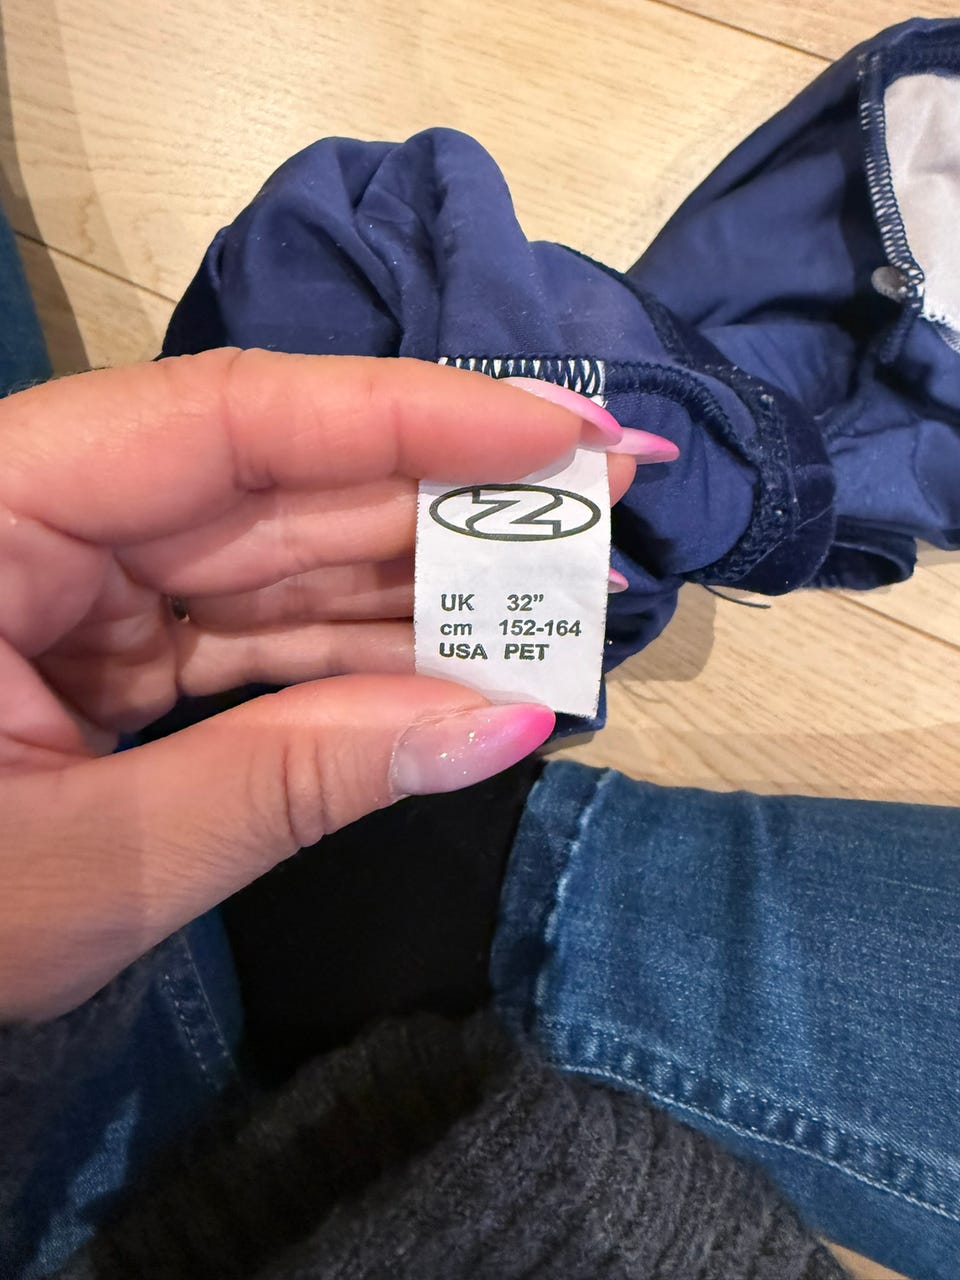 UK 32”
cm 152-164
USA PET